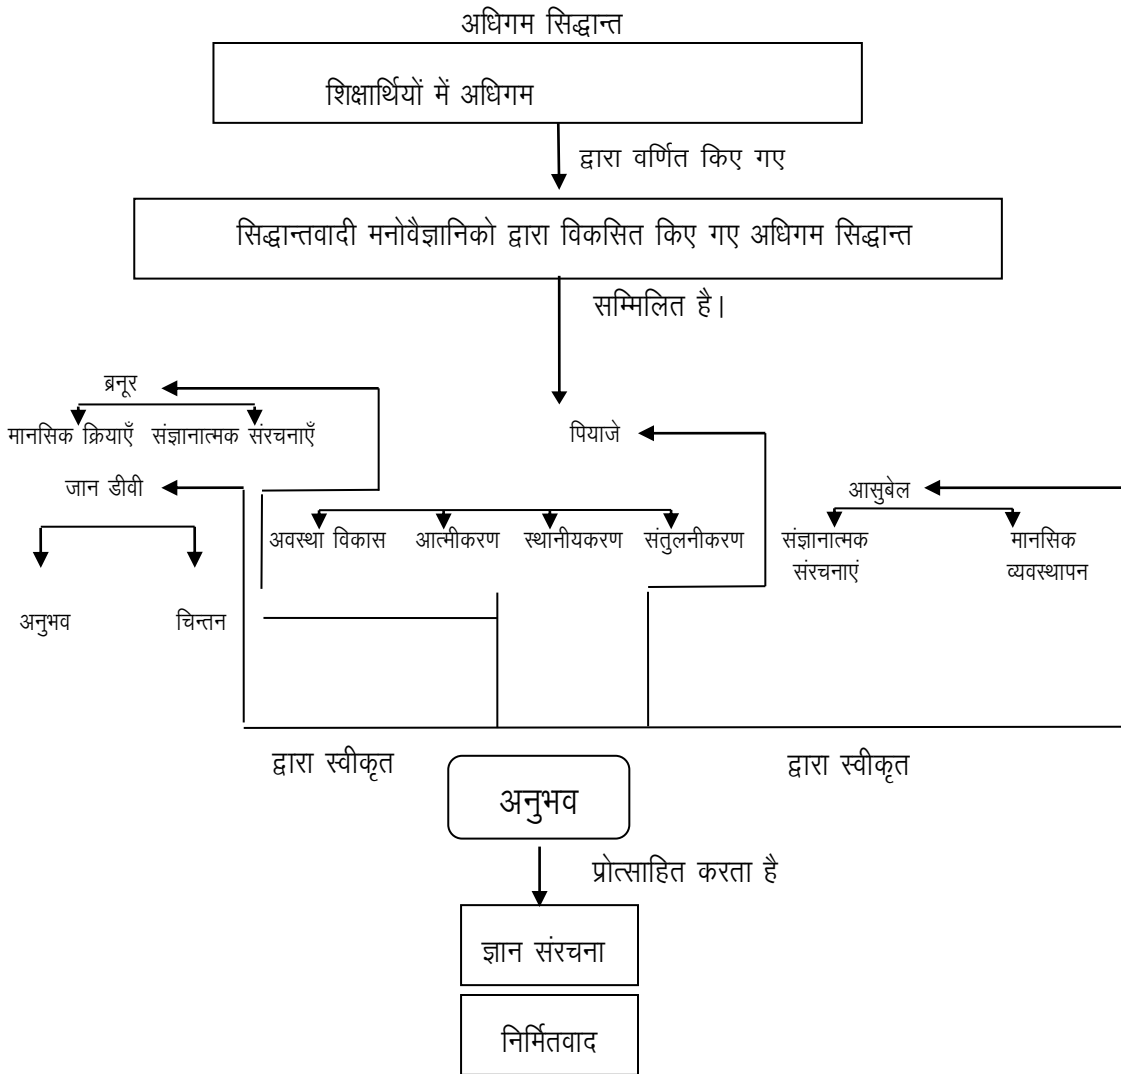 अधिगम सिद्धान्त
शिक्षार्थियों में अधिगम
द्वारा वर्णित किए गए
सिद्धान्तवादी मनोवैज्ञानिको द्वारा विकसित किए गए अधिगम सिद्धान्त
सम्मिलित है।
ब्रनूर
मानसिक क्रियाएँ संज्ञानात्मक संरचनाएँ
जान डीवी
अनुभव
चिन्तन
पियाजे
अवस्था विकास आत्मीकरण स्थानीयकरण संतुलनीकरण
आसुबेल
संज्ञानात्मक
संरचनाएं
मानसिक
व्यवस्थापन
द्वारा स्वीकृत
द्वारा स्वीकृत
अनुभव
प्रोत्साहित करता है
ज्ञान संरचना
निर्मितवाद